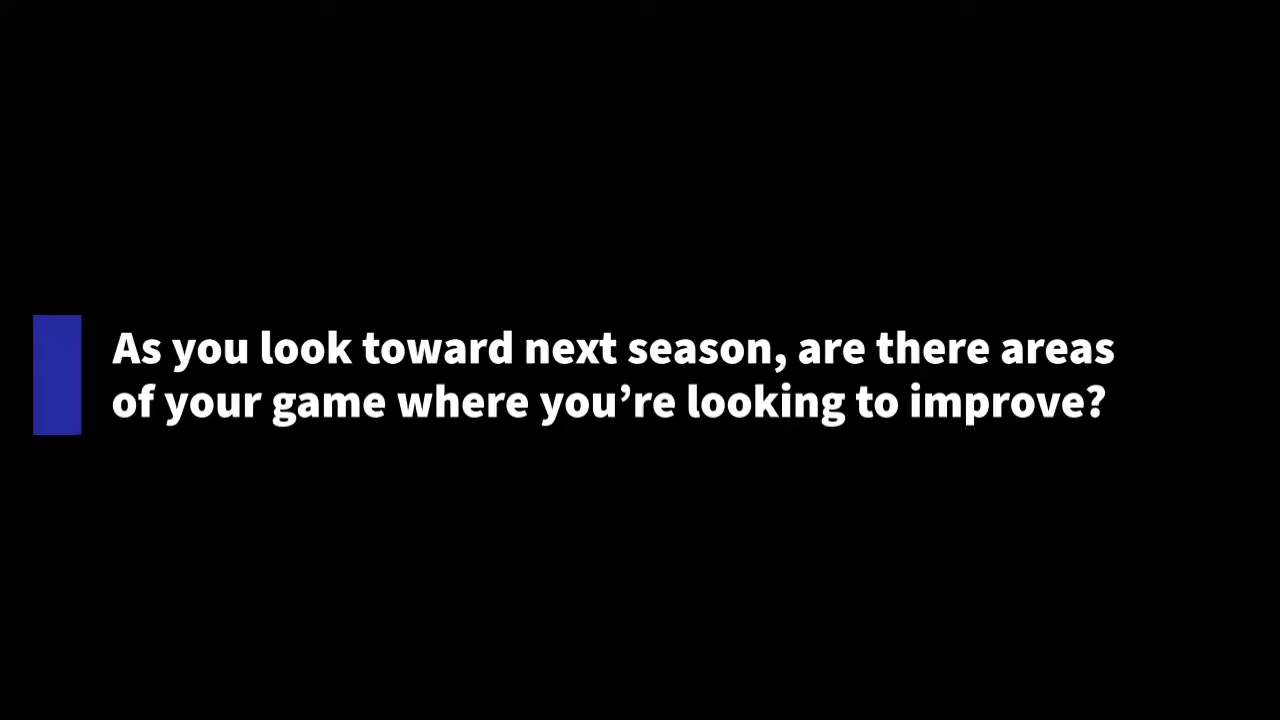 As you look toward next season, are there areas
of your game where you’re looking to improve?